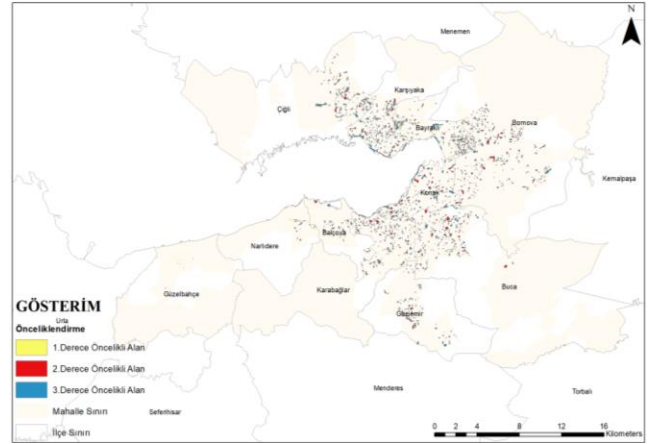 N
Menemen
Karşıyaka
Çiğli
Bayraklı
Bornova
Kemalpaşa
Konak
Balçova
Narlıdere
Güzelbahçe
Karabağlar
Buca
Gaziemir
GÖSTERİM
Urla
Önceliklendirme
1.Derece Öncelikli Alan
2.Derece Öncelikli Alan
3.Derece Öncelikli Alan
Mahalle Sınırı
Seferihisar
Menderes
Torbalı
İlçe Sınırı
0 2 4 8 12 16
Kilometers